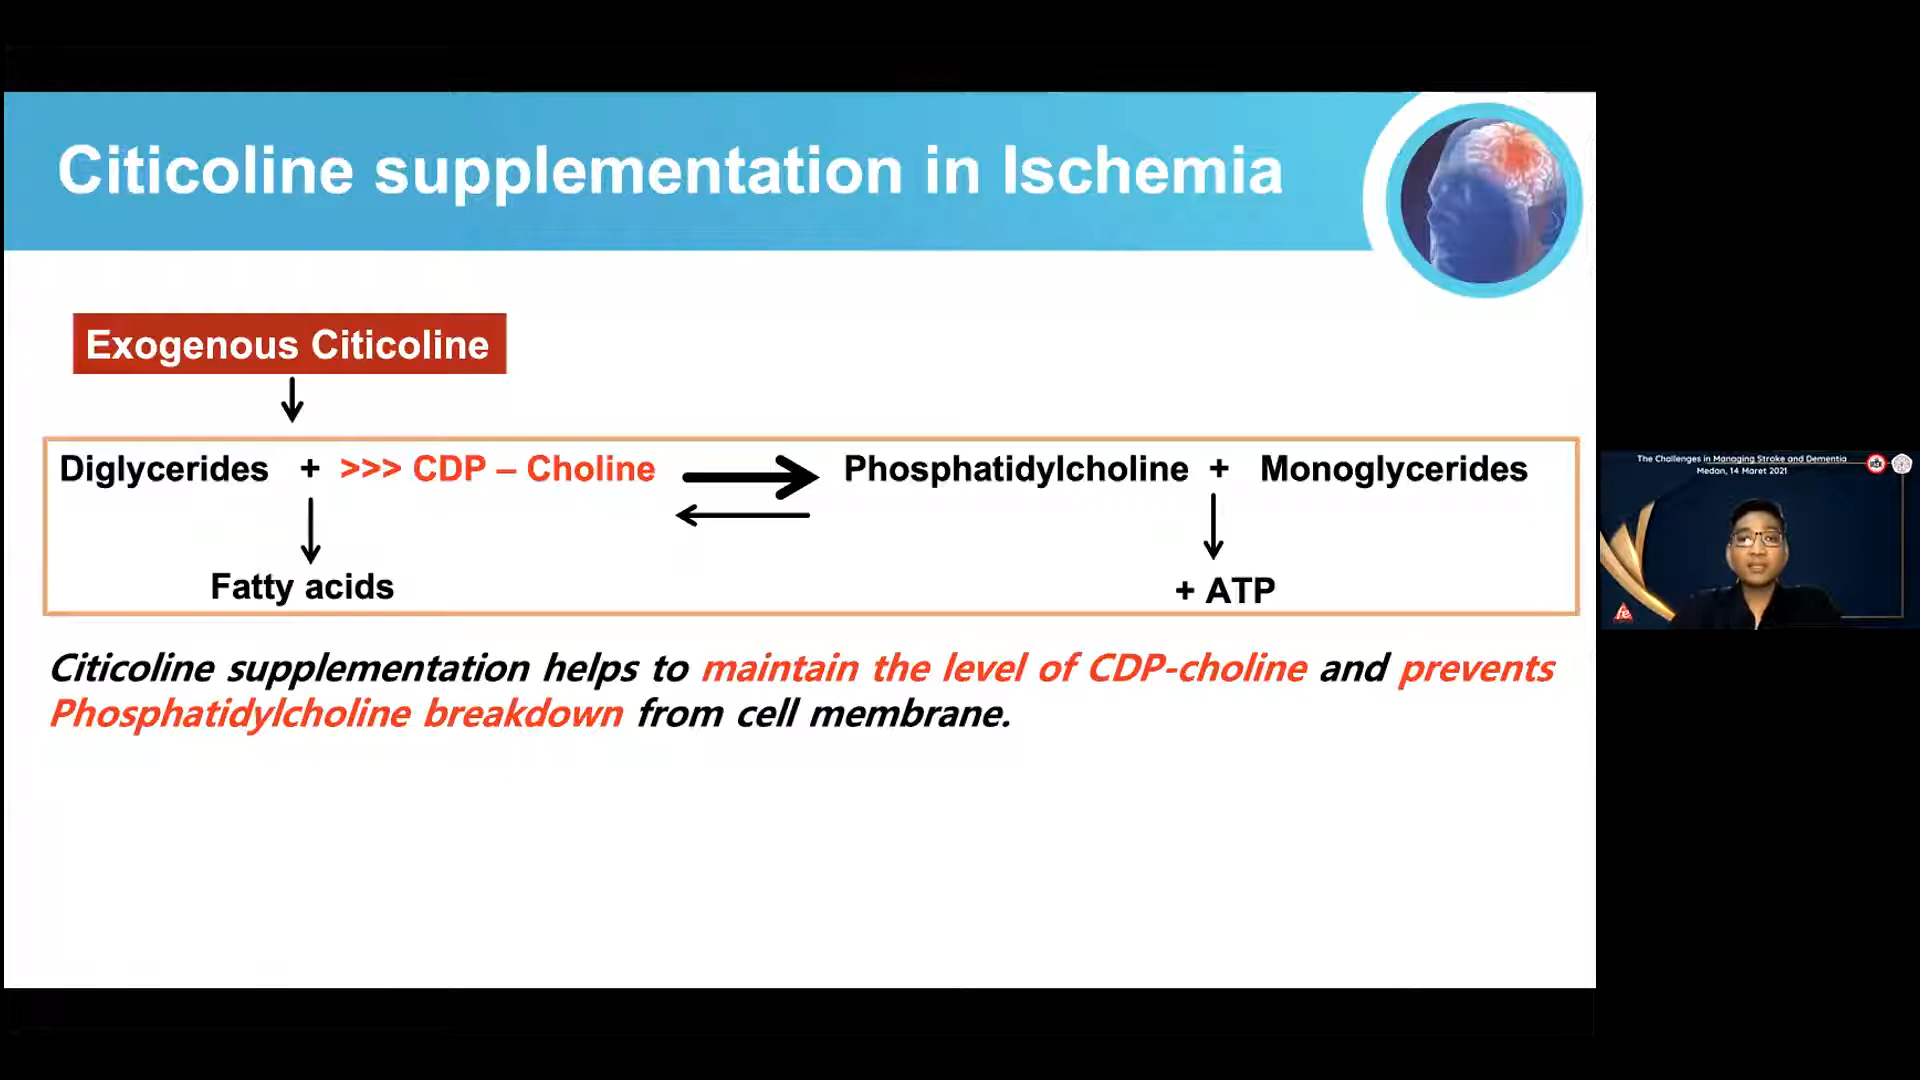 Citicoline supplementation in Ischemia
Exogenous Citicoline
Diglycerides + >>> CDP – Choline Phosphatidylcholine + Monoglycerides
Fatty acids + ATP
Citicoline supplementation helps to maintain the level of CDP-choline and prevents
Phosphatidylcholine breakdown from cell membrane.
The Challenges in Managing Stroke and Dementia
Medan, 14 Maret 2021